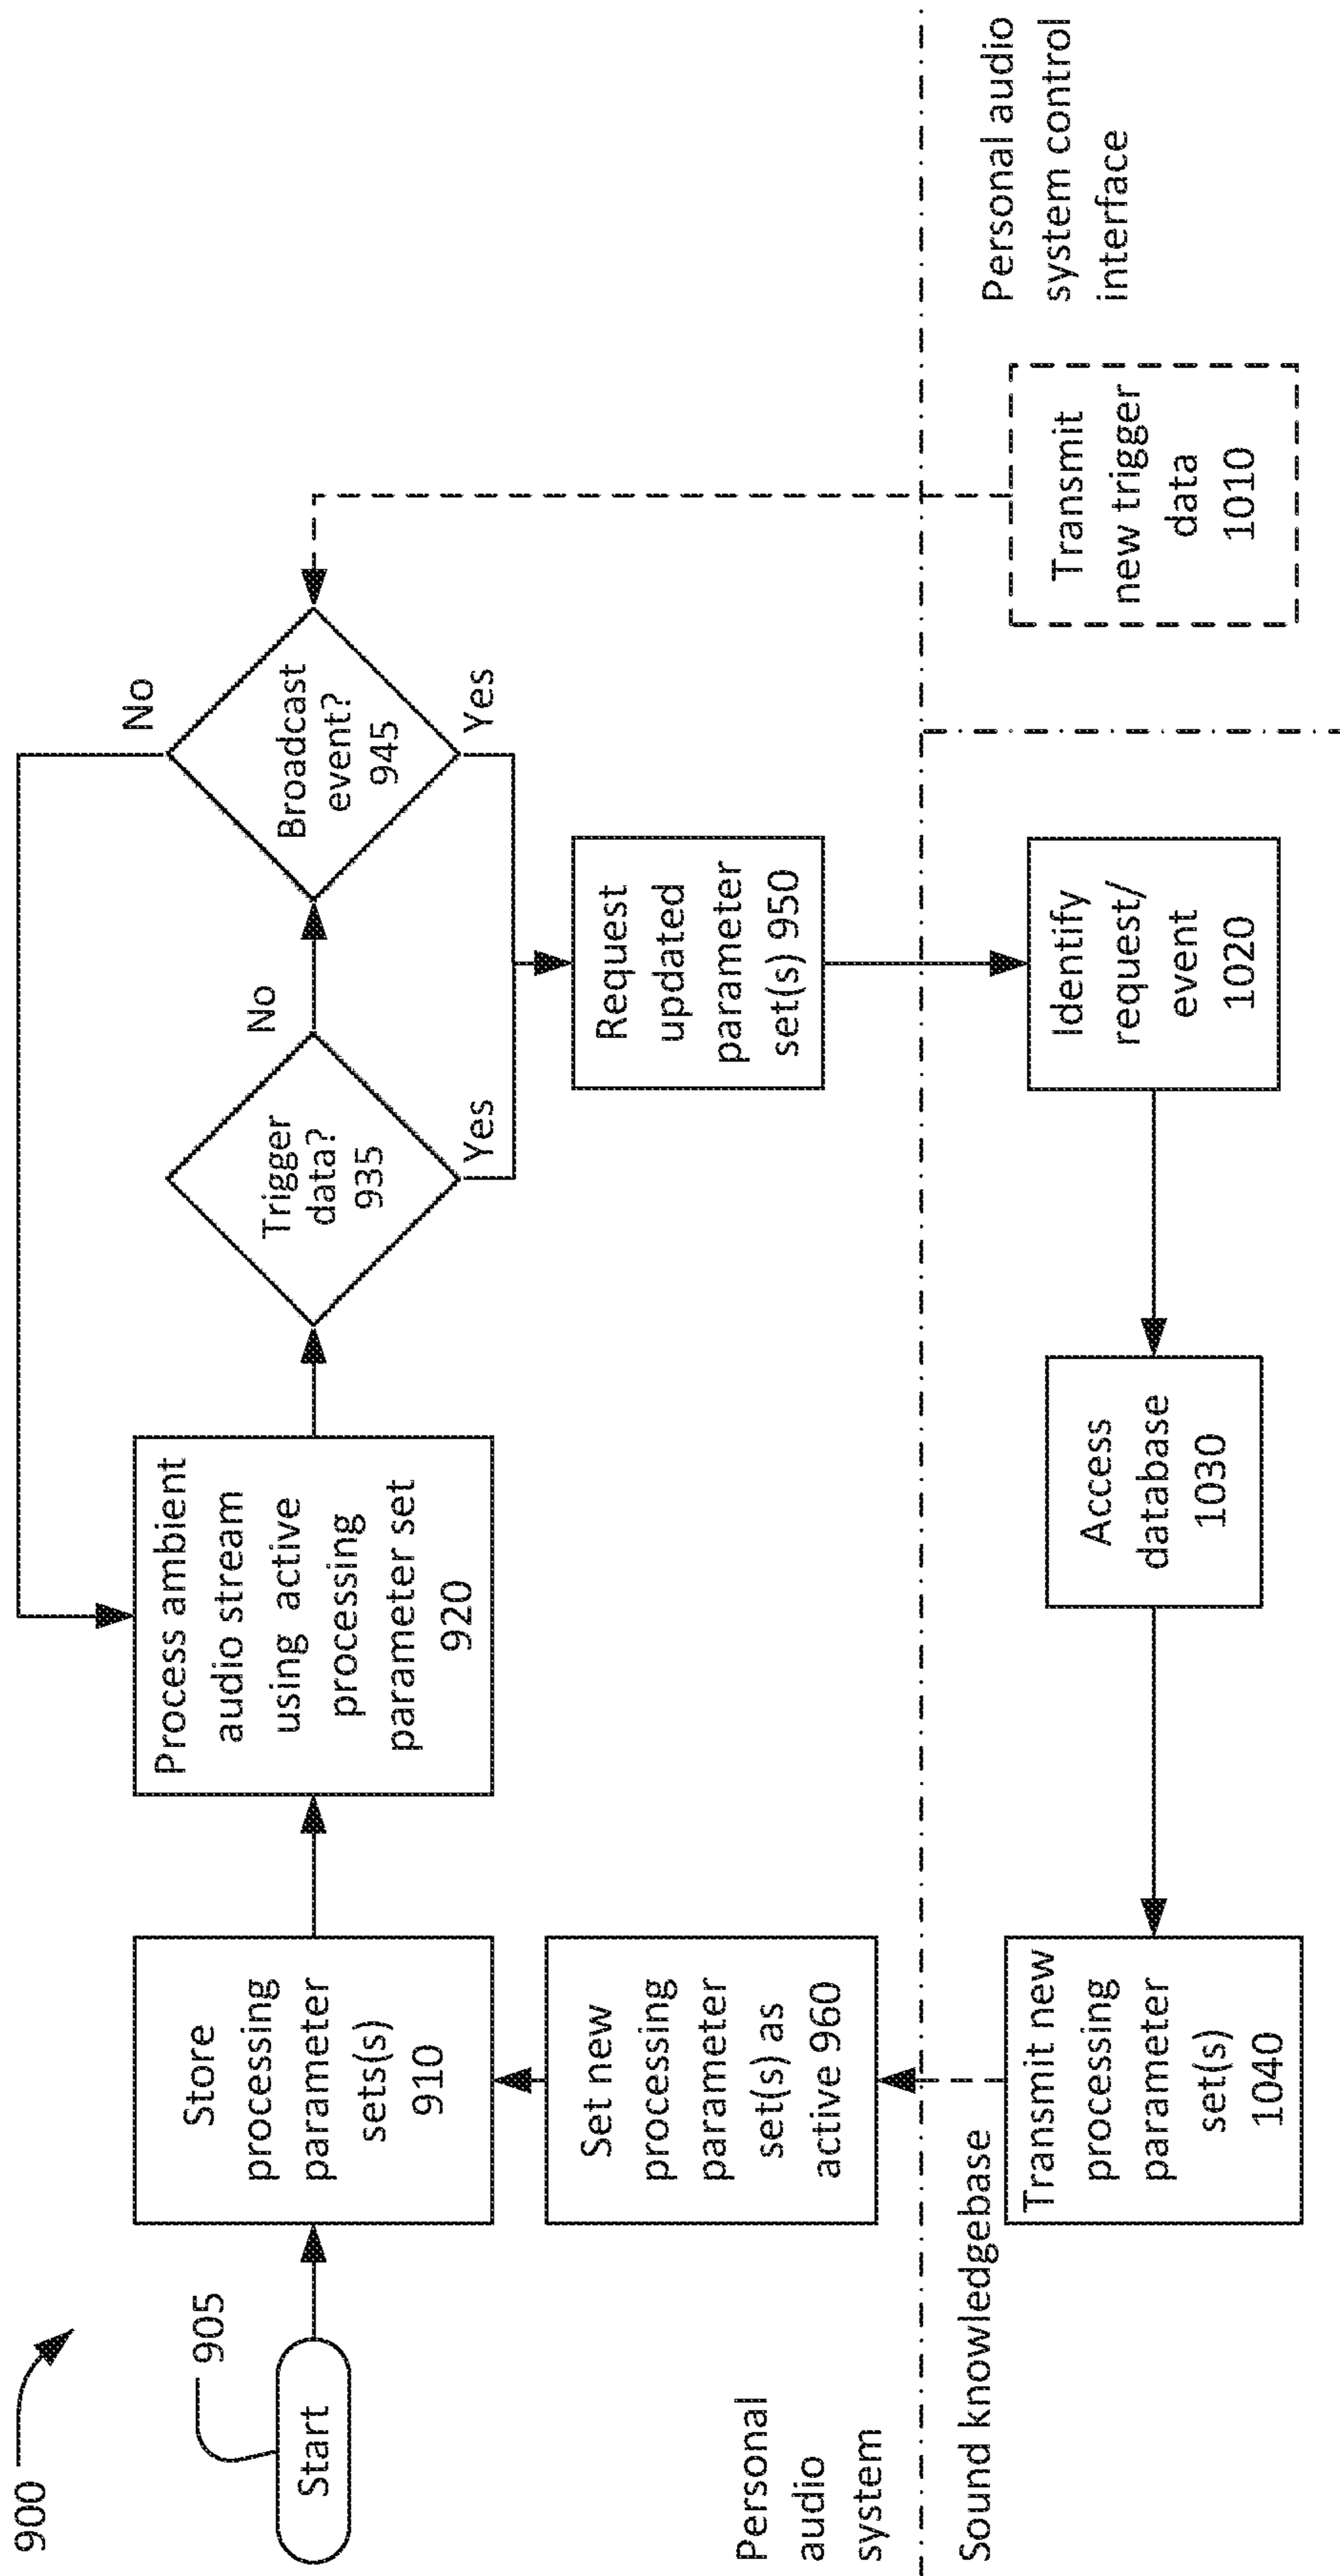 900
905
Start
Store
processing
parameter
sets(s)
910
Process ambient
audio stream
using active
processing
parameter set
920
Trigger
data?
935
No
Yes
Broadcast
event?
945
No
Yes
Request
updated
parameter
set(s) 950
Set new
processing
parameter
set(s) as
active 960
Personal
audio
system
Sound knowledgebase
Transmit new
processing
parameter
set(s)
1040
Access
database
1030
Identify
request/
event
1020
Transmit
new trigger
data
1010
Personal audio
system control
interface